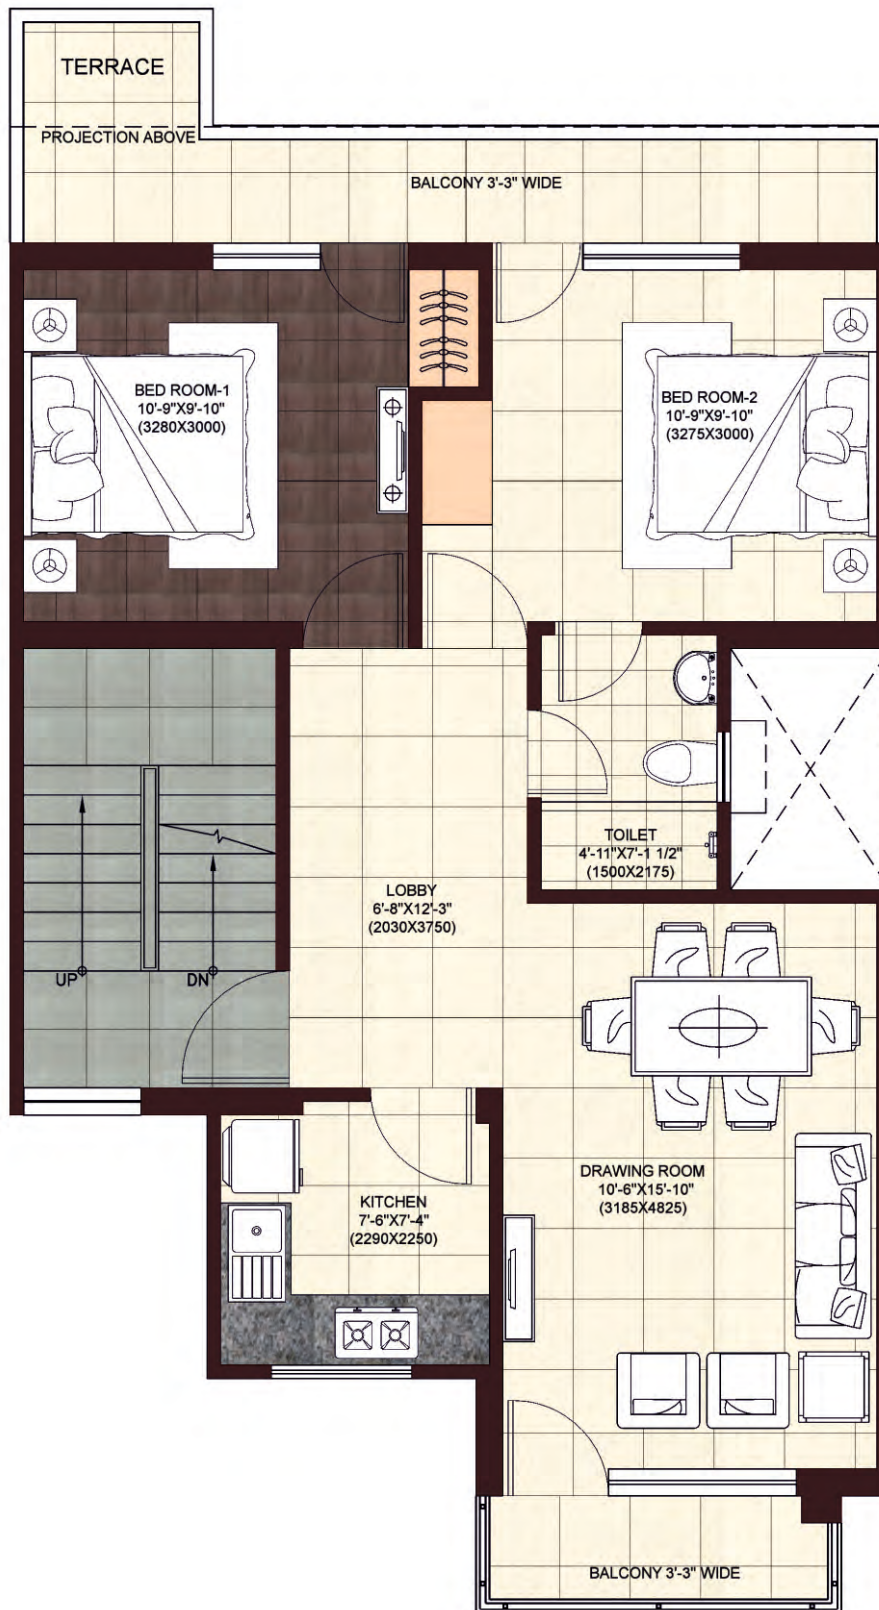 TERRACE
PROJECTION ABOVE
BALCONY 3'-3" WIDE
BED ROOM-1
10'-9"X9'-10"
(3280X3000)
BED ROOM-2
10'-9"X9'-10"
(3275X3000)
TOILET
4'-11"X7'-1 1/2"
(1500X2175)
LOBBY
6'-8"X12'-3"
(2030X3750)
UP
DN
DRAWING ROOM
10'-6"X15'-10"
(3185X4825)
KITCHEN
7'-6"X7'-4"
(2290X2250)
BALCONY 3'-3" WIDE